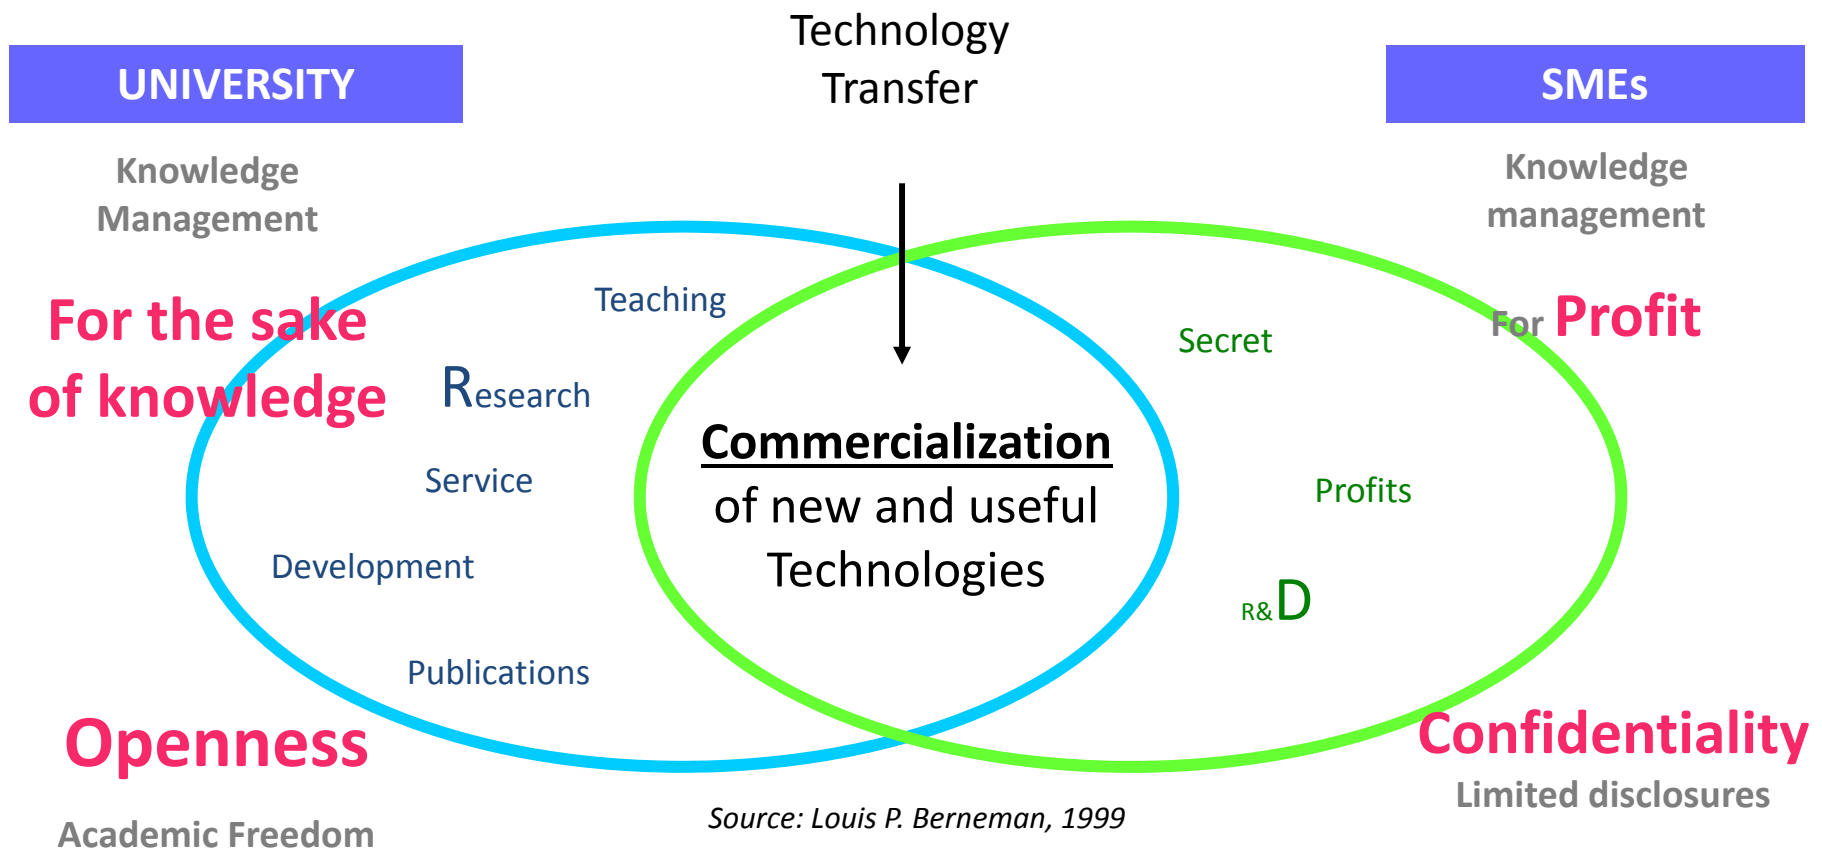 Technology
Transfer
UNIVERSITY
SMEs
Knowledge
Management
Knowledge
management
For the sake
of knowledge
For Profit
Teaching
Research
Service
Development
Publications
Commercialization
of new and useful
Technologies
Secret
Profits
R&D
Openness
Academic Freedom
Confidentiality
Limited disclosures
Source: Louis P. Berneman, 1999